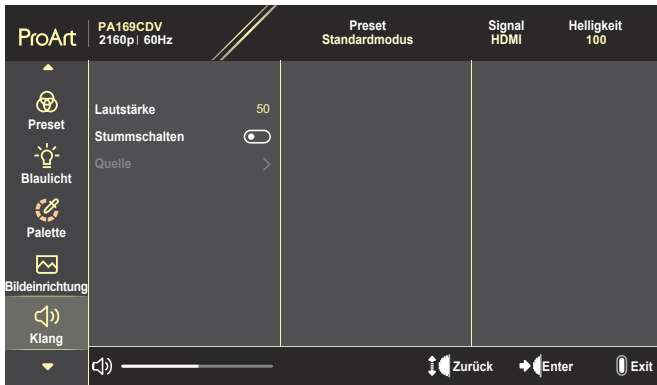 ProArt
PA169CDV
2160p| 60Hz
Preset
Standardmodus
Signal
HDMI
Helligkeit
100
Preset
Blaulicht
Palette
Bildeinrichtung
Klang
Lautstärke 50
Stummschalten
Quelle
Zurück
Enter
Exit